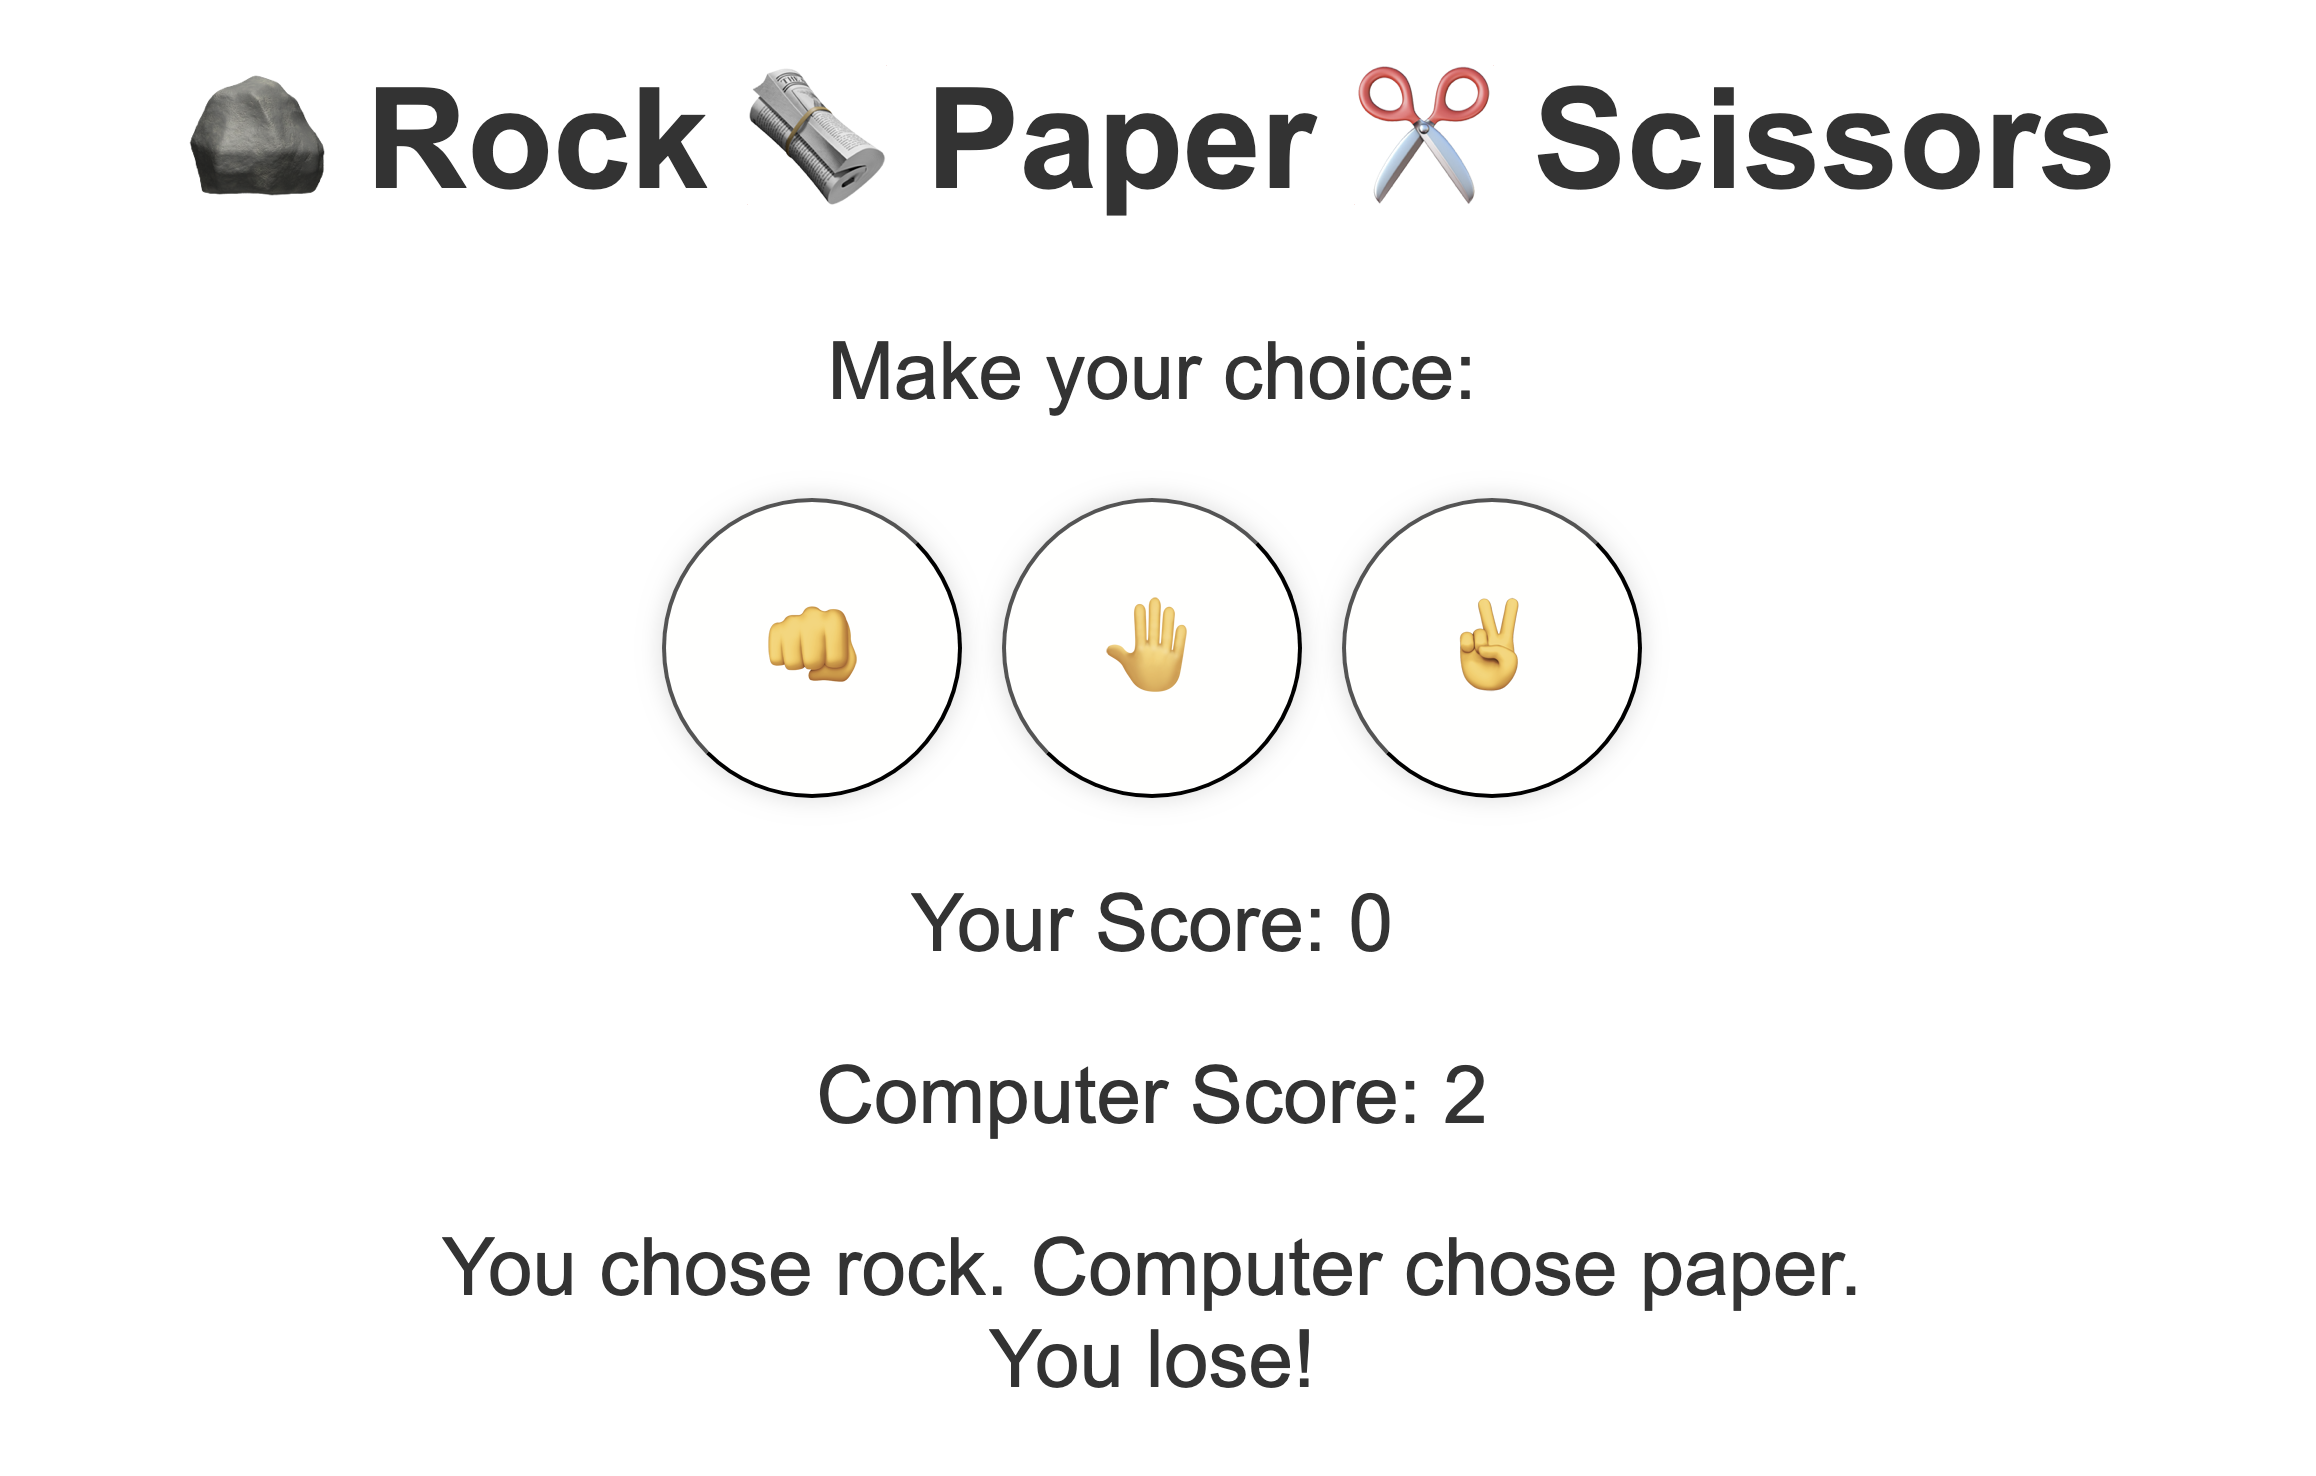 Rock Paper Scissors
Make your choice:
Your Score: 0
Computer Score: 2
You chose rock. Computer chose paper.
You lose!